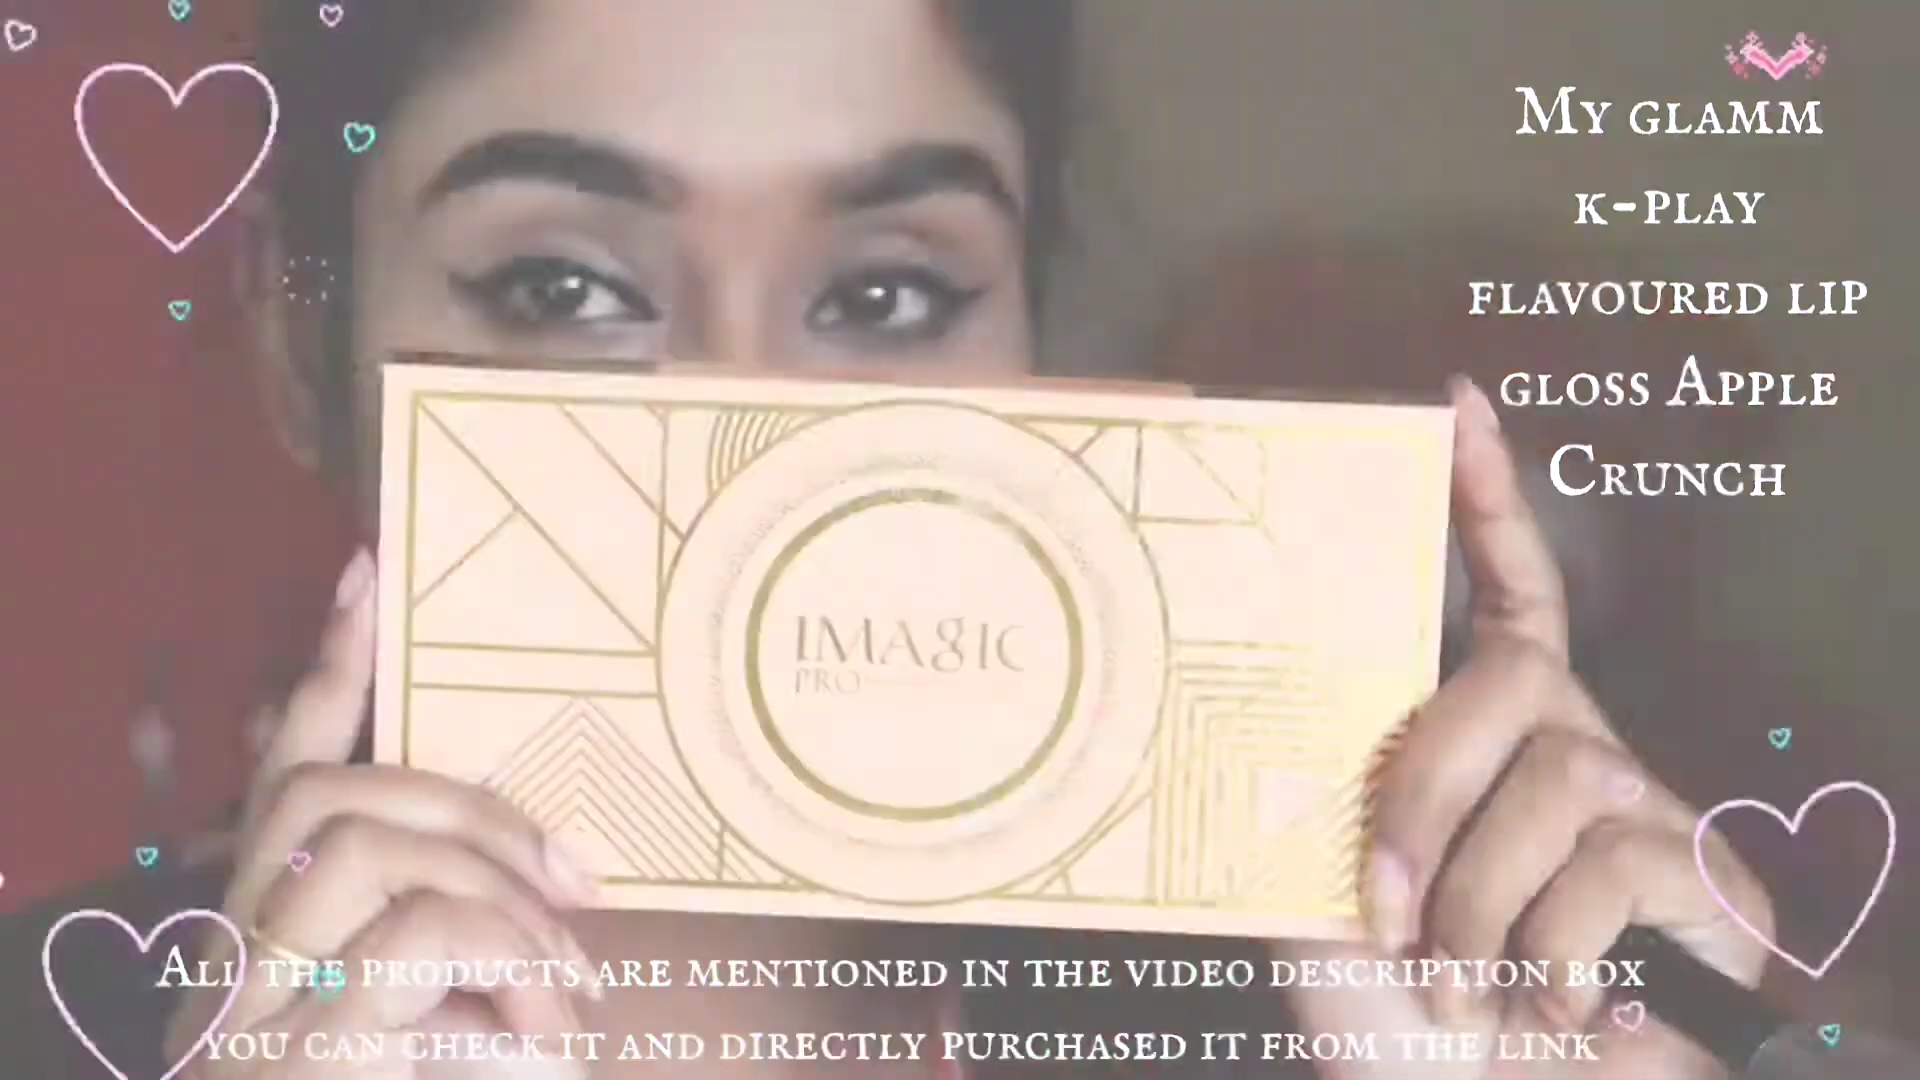 My glamm
k-play
flavoured lip
gloss Apple
Crunch
IMAGIC
PRO
All the products are mentioned in the video description box
you can check it and directly purchased it from the link